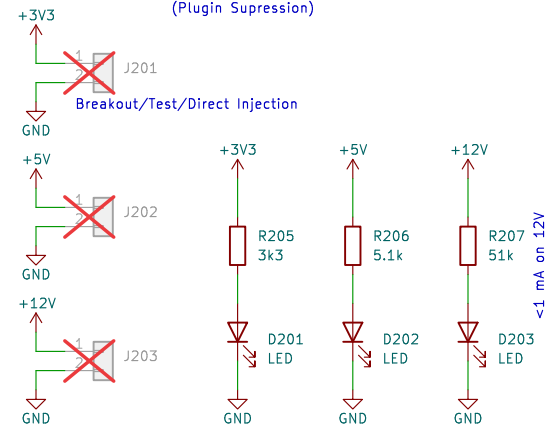 (Plugin Supression)
+3V3
1
2
J201
GND
Breakout/Test/Direct Injection
+5V
1
2
J202
GND
+12V
1
2
J203
GND
+3V3
R205
3k3
D201
LED
GND
+5V
R206
5.1k
D202
LED
GND
+12V
R207
51k
D203
LED
GND
<1 mA on 12V